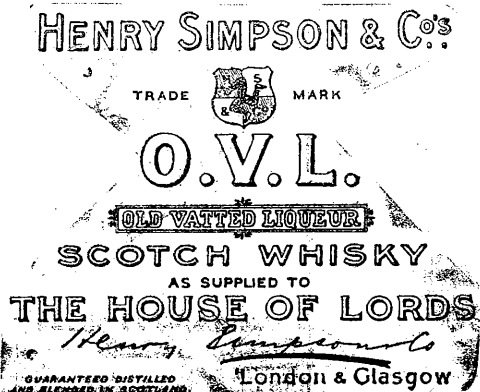 HENRY SIMPSON & Co's
TRADE MARK
S
& Co
O.V.L.
OLD VATTED LIQUEUR
SCOTCH WHISKY
AS SUPPLIED TO
THE HOUSE OF LORDS
Henry Simpson & Co
London & Glasgow
GUARANTEED DISTILLED
AND BLENDED IN SCOTLAND